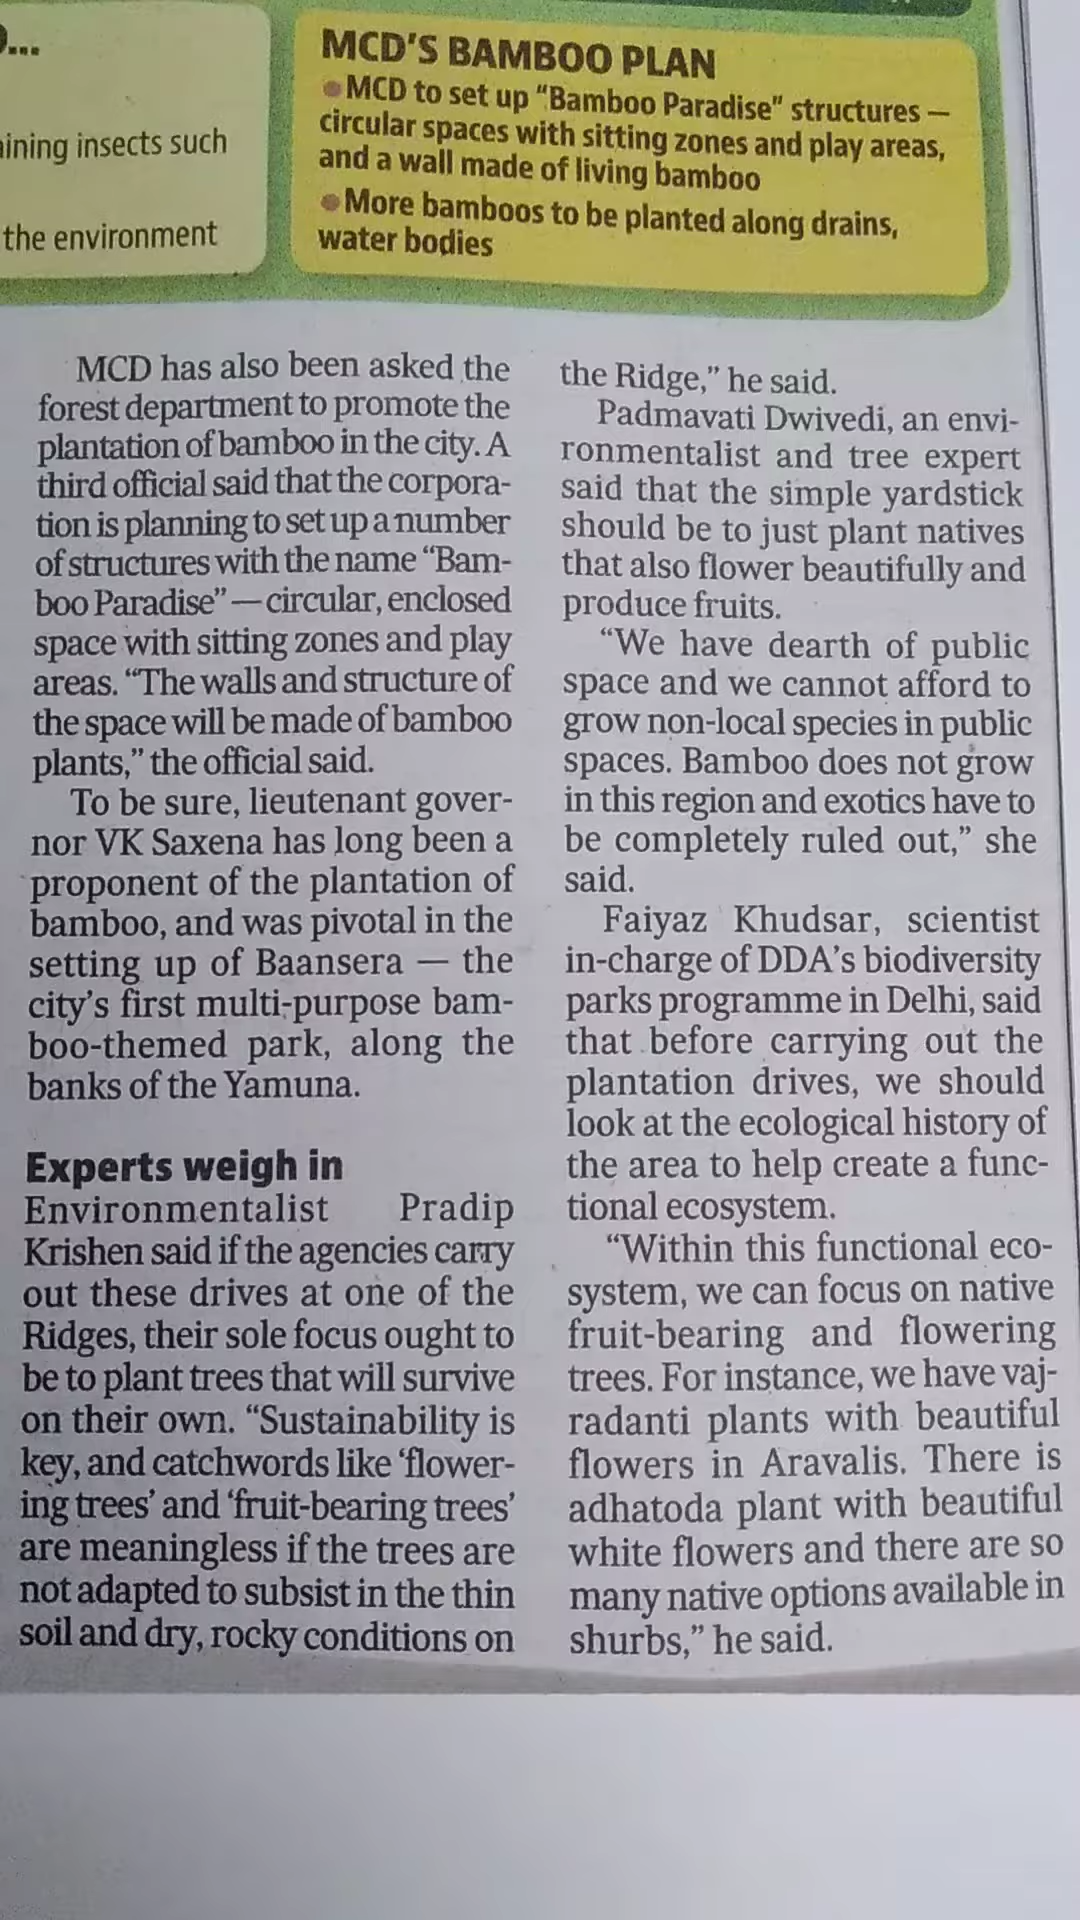 ...
ining insects such
the environment
MCD'S BAMBOO PLAN
● MCD to set up “Bamboo Paradise” structures —
circular spaces with sitting zones and play areas,
and a wall made of living bamboo
● More bamboos to be planted along drains,
water bodies
MCD has also been asked the
forest department to promote the
plantation of bamboo in the city. A
third official said that the corpora-
tion is planning to set up a number
of structures with the name “Bam-
boo Paradise” — circular, enclosed
space with sitting zones and play
areas. “The walls and structure of
the space will be made of bamboo
plants,” the official said.
To be sure, lieutenant gover-
nor VK Saxena has long been a
proponent of the plantation of
bamboo, and was pivotal in the
setting up of Baansera — the
city’s first multi-purpose bam-
boo-themed park, along the
banks of the Yamuna.
Experts weigh in
Environmentalist Pradip
Krishen said if the agencies carry
out these drives at one of the
Ridges, their sole focus ought to
be to plant trees that will survive
on their own. “Sustainability is
key, and catchwords like ‘flower-
ing trees’ and ‘fruit-bearing trees’
are meaningless if the trees are
not adapted to subsist in the thin
soil and dry, rocky conditions on
the Ridge,” he said.
Padmavati Dwivedi, an envi-
ronmentalist and tree expert
said that the simple yardstick
should be to just plant natives
that also flower beautifully and
produce fruits.
“We have dearth of public
space and we cannot afford to
grow non-local species in public
spaces. Bamboo does not grow
in this region and exotics have to
be completely ruled out,” she
said.
Faiyaz Khudsar, scientist
in-charge of DDA’s biodiversity
parks programme in Delhi, said
that before carrying out the
plantation drives, we should
look at the ecological history of
the area to help create a func-
tional ecosystem.
“Within this functional eco-
system, we can focus on native
fruit-bearing and flowering
trees. For instance, we have vaj-
radanti plants with beautiful
flowers in Aravalis. There is
adhatoda plant with beautiful
white flowers and there are so
many native options available in
shurbs,” he said.